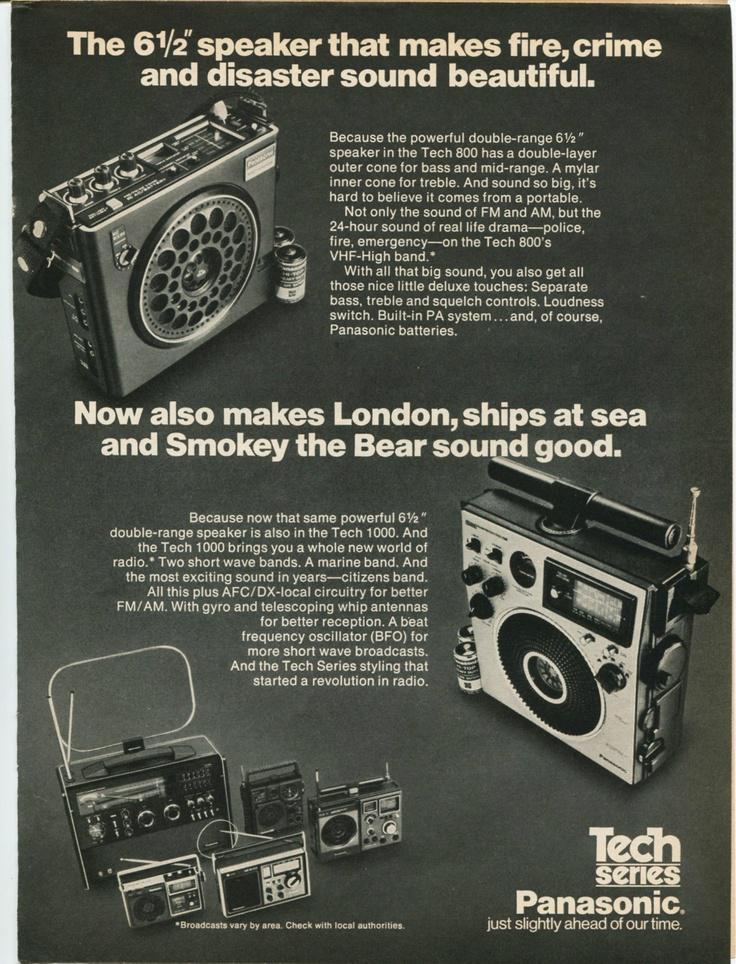 The 6½″ speaker that makes fire, crime
and disaster sound beautiful.
Because the powerful double-range 6½″
speaker in the Tech 800 has a double-layer
outer cone for bass and mid-range. A mylar
inner cone for treble. And sound so big, it's
hard to believe it comes from a portable.
Not only the sound of FM and AM, but the
24-hour sound of real life drama—police,
fire, emergency—on the Tech 800's
VHF-High band.*
With all that big sound, you also get all
those nice little deluxe touches: Separate
bass, treble and squelch controls. Loudness
switch. Built-in PA system...and, of course,
Panasonic batteries.
Now also makes London, ships at sea
and Smokey the Bear sound good.
Because now that same powerful 6½″
double-range speaker is also in the Tech 1000. And
the Tech 1000 brings you a whole new world of
radio.* Two short wave bands. A marine band. And
the most exciting sound in years—citizens band.
All this plus AFC/DX-local circuitry for better
FM/AM. With gyro and telescoping whip antennas
for better reception. A beat
frequency oscillator (BFO) for
more short wave broadcasts.
And the Tech Series styling that
started a revolution in radio.
Tech
series
Panasonic®
just slightly ahead of our time.
*Broadcasts vary by area. Check with local authorities.